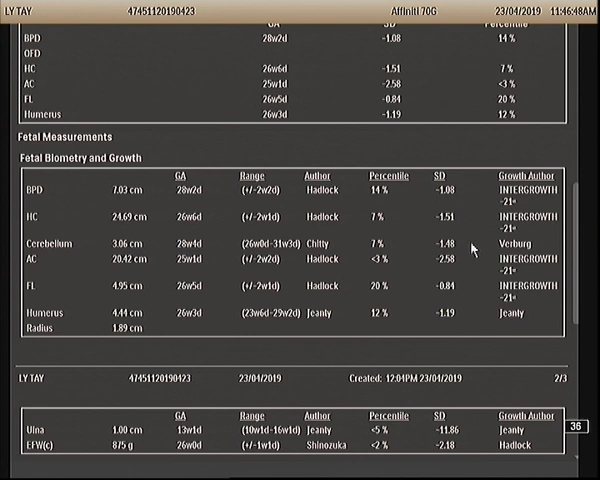 LY TAY 47451120190423 Affiniti 70G 23/04/2019 11:46:48AM
GA SD Percentile
BPD 28w2d -1.08 14 %
OFD
HC 26w6d -1.51 7 %
AC 25w1d -2.58 <3 %
FL 26w5d -0.84 20 %
Humerus 26w3d -1.19 12 %
Fetal Measurements
Fetal Biometry and Growth
GA Range Author Percentile SD Growth Author
BPD 7.03 cm 28w2d (+/-2w2d) Hadlock 14 % -1.08 INTERGROWTH
-21ˢᵗ
HC 24.69 cm 26w6d (+/-2w1d) Hadlock 7 % -1.51 INTERGROWTH
-21ˢᵗ
Cerebellum 3.06 cm 28w4d (26w0d-31w3d) Chitty 7 % -1.48 Verburg
AC 20.42 cm 25w1d (+/-2w2d) Hadlock <3 % -2.58 INTERGROWTH
-21ˢᵗ
FL 4.95 cm 26w5d (+/-2w1d) Hadlock 20 % -0.84 INTERGROWTH
-21ˢᵗ
Humerus 4.44 cm 26w3d (23w6d-29w2d) Jeanty 12 % -1.19 Jeanty
Radius 1.89 cm
LY TAY 47451120190423 23/04/2019 Created: 12:04PM 23/04/2019 2/3
GA Range Author Percentile SD Growth Author
Ulna 1.00 cm 13w1d (10w1d-16w1d) Jeanty <5 % -11.86 Jeanty
36
EFW(c) 875 g 26w0d (+/-1w1d) Shinozuka <2 % -2.18 Hadlock